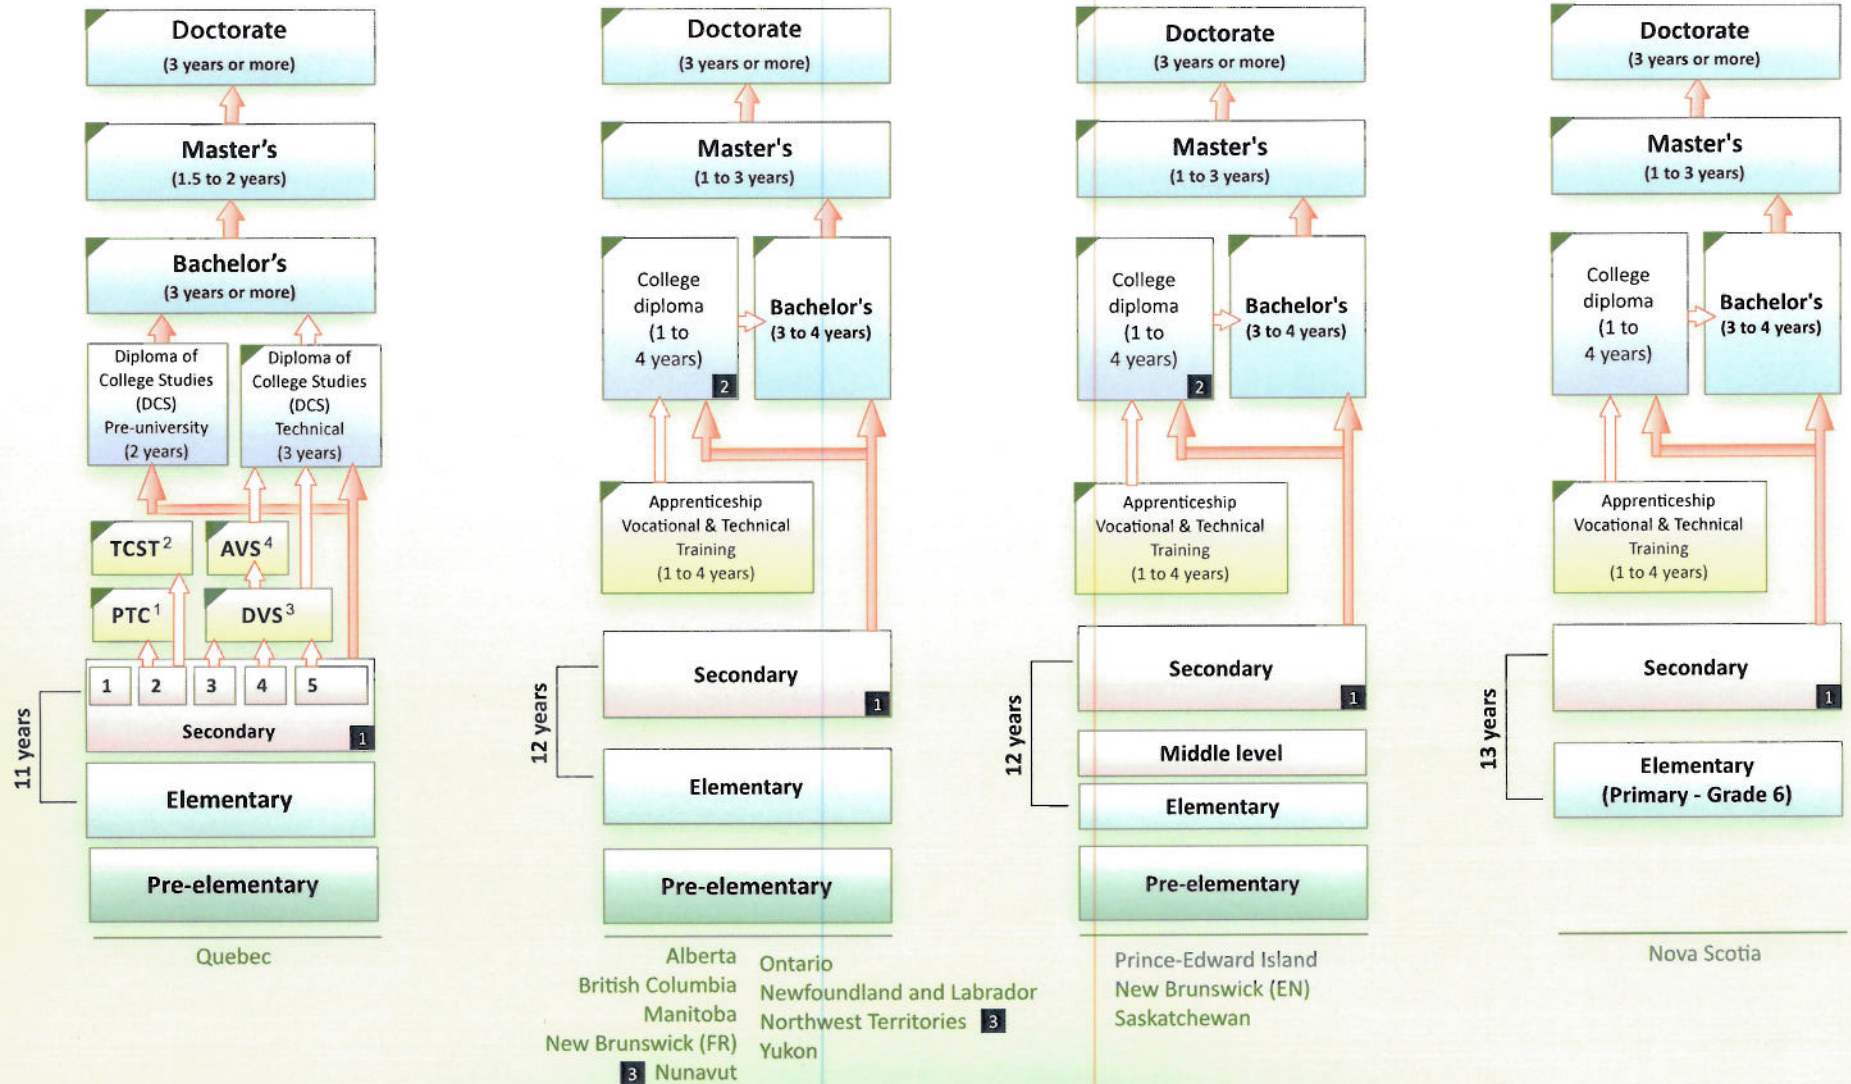 Doctorate
(3 years or more)
Master's
(1.5 to 2 years)
Bachelor's
(3 years or more)
Diploma of
College Studies
(DCS)
Pre-university
(2 years)
Diploma of
College Studies
(DCS)
Technical
(3 years)
TCST 2
AVS 4
PTC 1
DVS 3
1 2 3 4 5
Secondary
1
11 years
Elementary
Pre-elementary
Quebec
Doctorate
(3 years or more)
Master's
(1 to 3 years)
College
diploma
(1 to
4 years)
2
Bachelor's
(3 to 4 years)
Apprenticeship
Vocational & Technical
Training
(1 to 4 years)
Secondary
1
12 years
Elementary
Pre-elementary
Alberta
British Columbia
Manitoba
New Brunswick (FR)
3 Nunavut
Ontario
Newfoundland and Labrador
Northwest Territories 3
Yukon
Doctorate
(3 years or more)
Master's
(1 to 3 years)
College
diploma
(1 to
4 years)
2
Bachelor's
(3 to 4 years)
Apprenticeship
Vocational & Technical
Training
(1 to 4 years)
Secondary
1
12 years
Middle level
Elementary
Pre-elementary
Prince-Edward Island
New Brunswick (EN)
Saskatchewan
Doctorate
(3 years or more)
Master's
(1 to 3 years)
College
diploma
(1 to
4 years)
Bachelor's
(3 to 4 years)
Apprenticeship
Vocational & Technical
Training
(1 to 4 years)
Secondary
1
13 years
Elementary
(Primary - Grade 6)
Nova Scotia